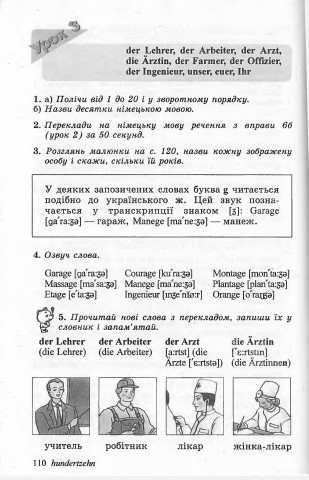 Урок 3
der Lehrer, der Arbeiter, der Arzt,
die Ärztin, der Farmer, der Offizier,
der Ingenieur, unser, euer, Ihr
1. а) Полічи від 1 до 20 і у зворотному порядку.
б) Назви десятки німецькою мовою.
2. Переклади на німецьку мову речення з вправи 6б
(урок 2) за 50 секунд.
3. Розглянь малюнки на с. 120, назви кожну зображену
особу і скажи, скільки їй років.
У деяких запозичених словах буква g читається
подібно до українського ж. Цей звук позна-
чається у транскрипції знаком [ʒ]: Garage
[ga'ra:ʒə] — гараж, Manege [ma'ne:ʒə] — манеж.
4. Озвуч слова.
Garage [ga'ra:ʒə] Courage [ku'ra:ʒə] Montage [mon'ta:ʒə]
Massage [ma'sa:ʒə] Manege [ma'ne:ʒə] Plantage [plan'ta:ʒə]
Etage [e'ta:ʒə] Ingenieur [inʒe'niø:r] Orange [o'raŋʒə]
5. Прочитай нові слова з перекладом, запиши їх у
словник і запам'ятай.
der Lehrer der Arbeiter der Arzt die Ärztin
(die Lehrer) (die Arbeiter) [a:rtst] (die ['ɛ:rtstın]
Ärzte ['ɛ:rtstə]) (die Ärztinnen)
учитель робітник лікар жінка-лікар
110 hundertzehn